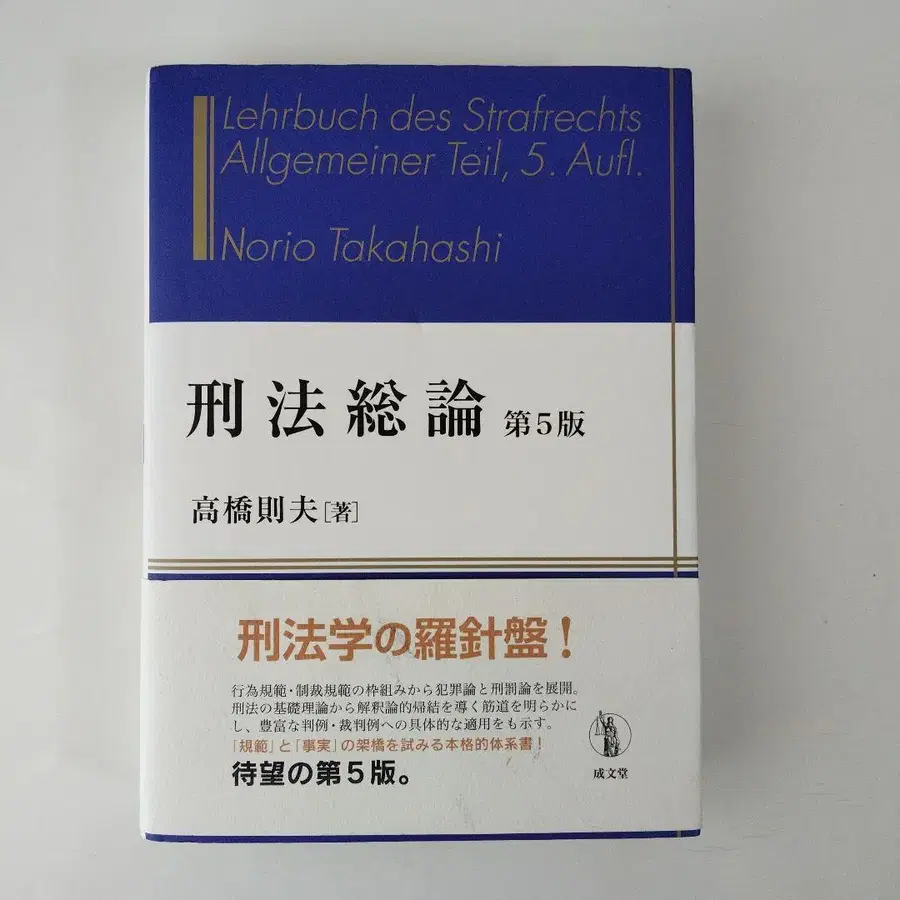 Lehrbuch des Strafrechts
Allgemeiner Teil, 5. Aufl.
Norio Takahashi
刑法総論 第5版
高橋則夫[著]
刑法学の羅針盤!
行為規範・制裁規範の枠組みから犯罪論と刑罰論を展開。
刑法の基礎理論から解釈論的帰結を導く筋道を明らかに
し、豊富な判例・裁判例への具体的な適用をも示す。
「規範」と「事実」の架橋を試みる本格的体系書!
待望の第5版。
成文堂